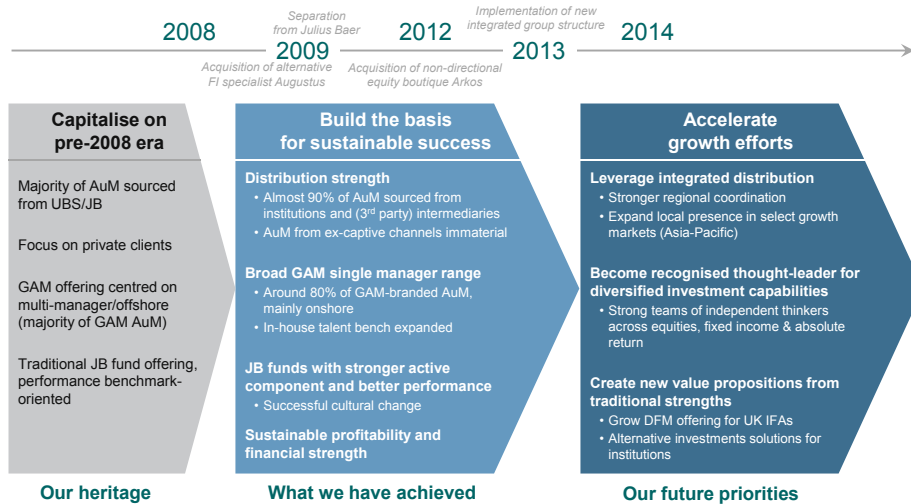 Separation
from Julius Baer
Implementation of new
integrated group structure
2008
2009
2012
2013
2014
Acquisition of alternative
FI specialist Augustus
Acquisition of non-directional
equity boutique Arkos
Capitalise on
pre-2008 era
Majority of AuM sourced
from UBS/JB
Focus on private clients
GAM offering centred on
multi-manager/offshore
(majority of GAM AuM)
Traditional JB fund offering,
performance benchmark-
oriented
Our heritage
Build the basis
for sustainable success
Distribution strength
• Almost 90% of AuM sourced from
institutions and (3rd party) intermediaries
• AuM from ex-captive channels immaterial
Broad GAM single manager range
• Around 80% of GAM-branded AuM,
mainly onshore
• In-house talent bench expanded
JB funds with stronger active
component and better performance
• Successful cultural change
Sustainable profitability and
financial strength
What we have achieved
Accelerate
growth efforts
Leverage integrated distribution
• Stronger regional coordination
• Expand local presence in select growth
markets (Asia-Pacific)
Become recognised thought-leader for
diversified investment capabilities
• Strong teams of independent thinkers
across equities, fixed income & absolute
return
Create new value propositions from
traditional strengths
• Grow DFM offering for UK IFAs
• Alternative investments solutions for
institutions
Our future priorities